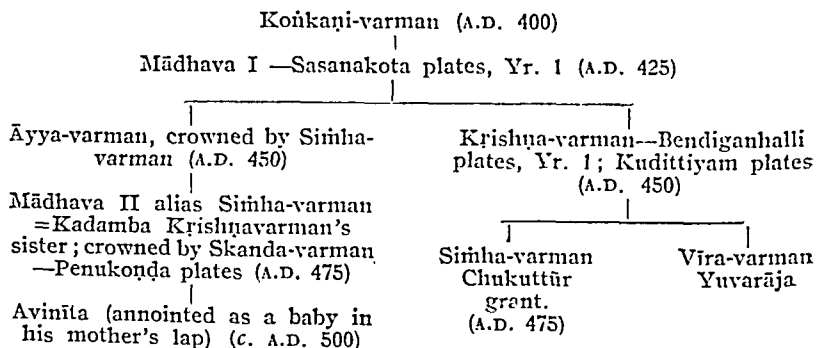 Koṅkaṇi-varman (A.D. 400)
Mādhava I —Sasanakota plates, Yr. 1 (A.D. 425)
Āyya-varman, crowned by Siṁha-
varman (A.D. 450)
Mādhava II alias Siṁha-varman
=Kadamba Kṛishṇavarman's
sister; crowned by Skanda-varman
—Penukoṇḍa plates (A.D. 475)
Avinīta (annointed as a baby in
his mother's lap) (c. A.D. 500)
Kṛishṇa-varman—Bendiganhalli
plates, Yr. 1; Kudittiyam plates
(A.D. 450)
Siṁha-varman
Chukuttūr
grant.
(A.D. 475)
Vīra-varman
Yuvarāja